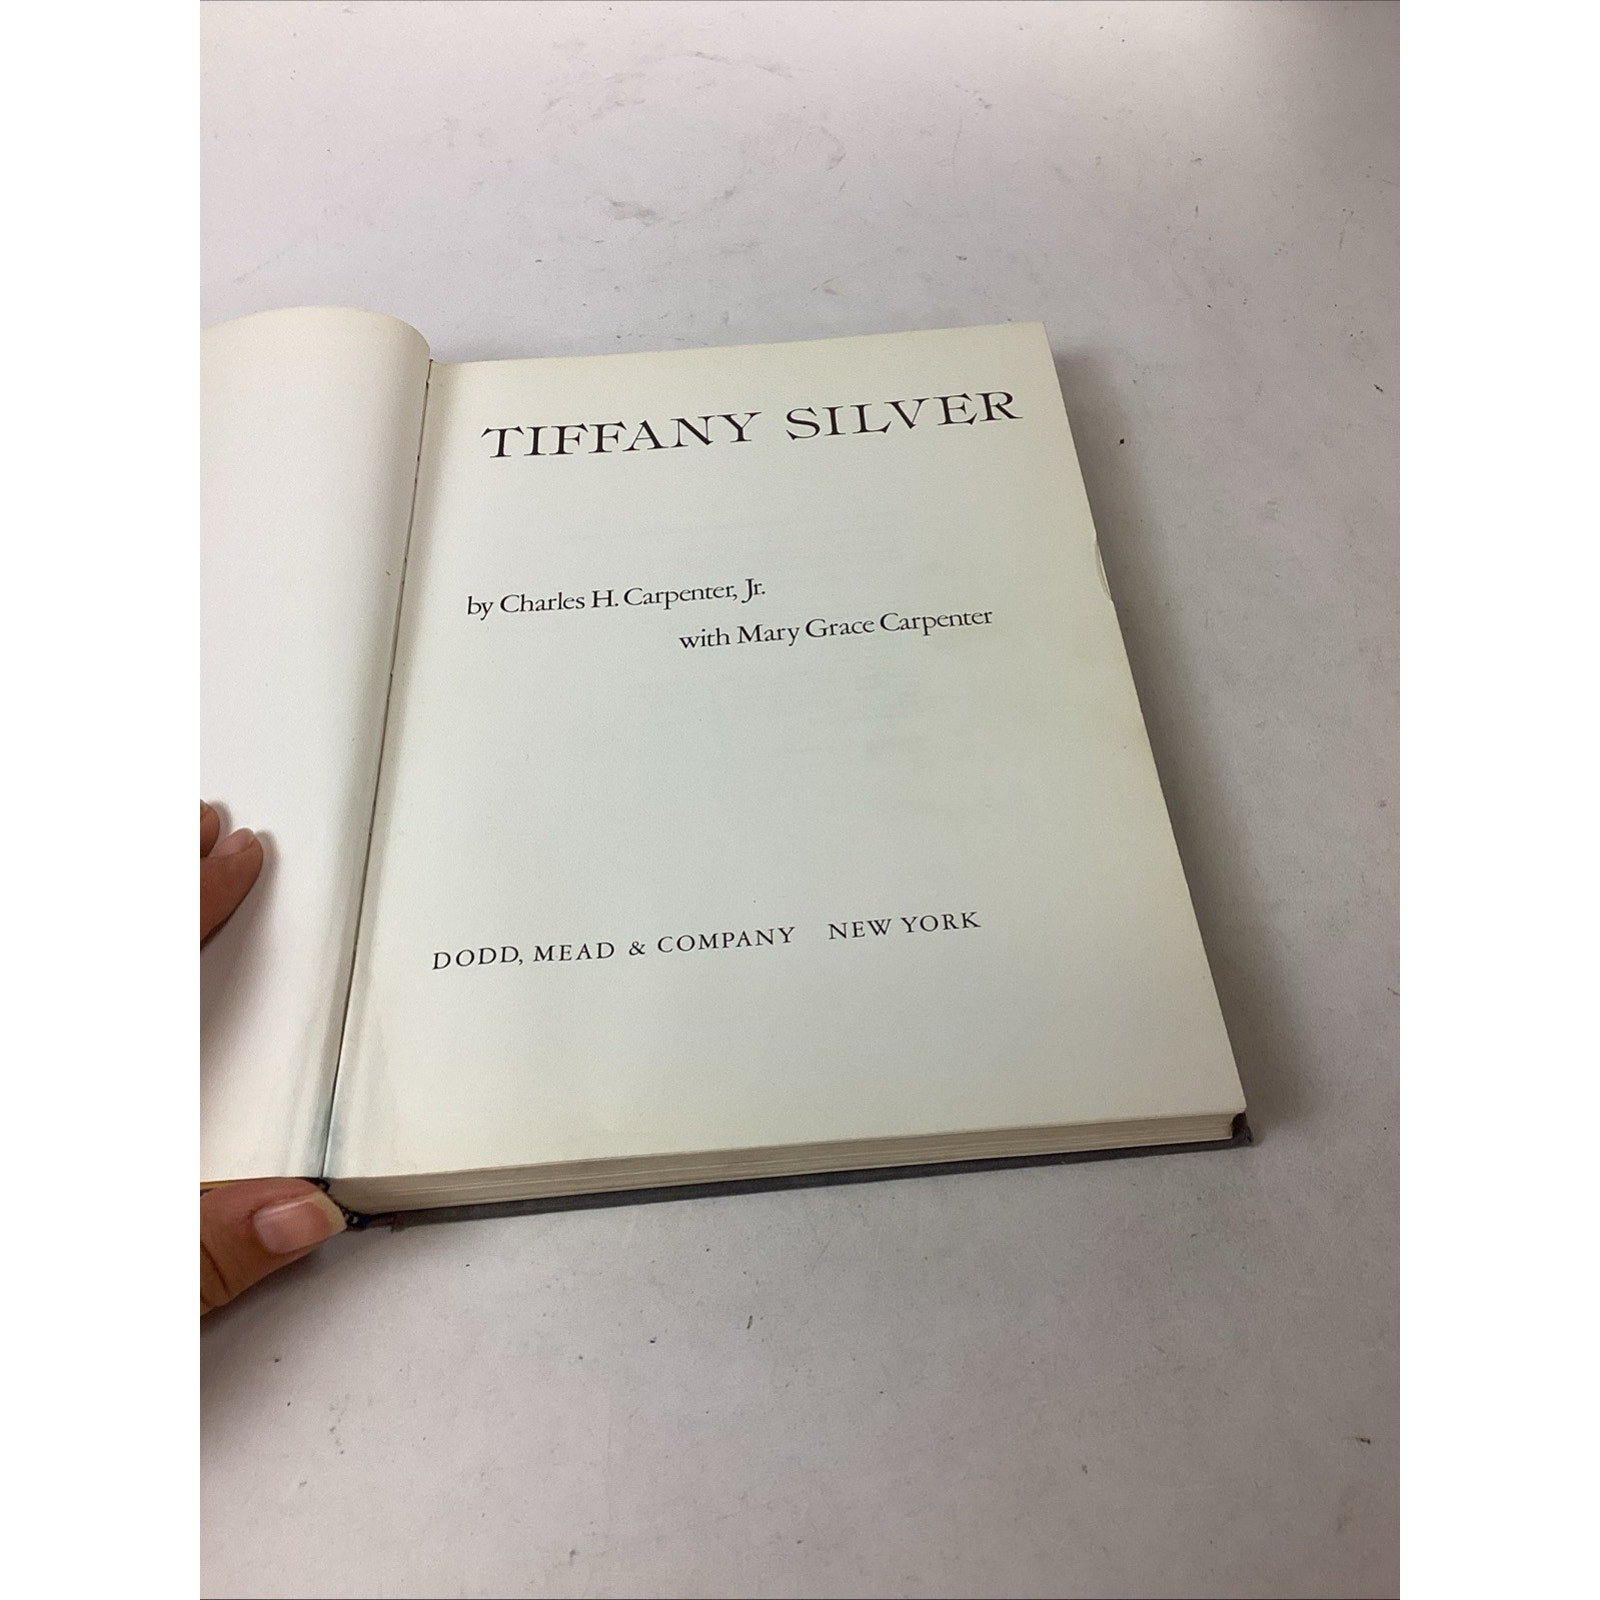 TIFFANY SILVER
by Charles H. Carpenter, Jr.
with Mary Grace Carpenter
DODD, MEAD & COMPANY NEW YORK